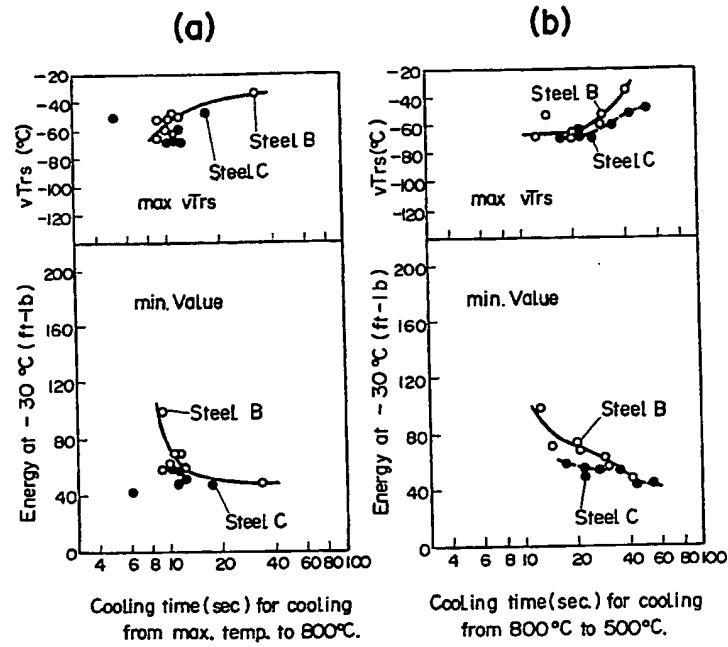 (a)
(b)
-20
-40
-60
-80
-100
-120
vTrs (°C)
Steel B
Steel C
max vTrs
-20
-40
-60
-80
-100
-120
vTrs(°C)
Steel B
Steel C
max vTrs
200
160
120
80
40
0
Energy at - 30 °C (ft-lb)
min. Value
Steel B
Steel C
4 6 8 10 20 40 60 80 100
Cooling time (sec) for cooling
from max. temp. to 800°C.
200
160
120
80
40
0
Energy at - 30 °C (ft-lb)
min. Value
Steel B
Steel C
4 6 8 10 20 40 60 80 100
Cooling time (sec.) for cooling
from 800°C to 500°C.